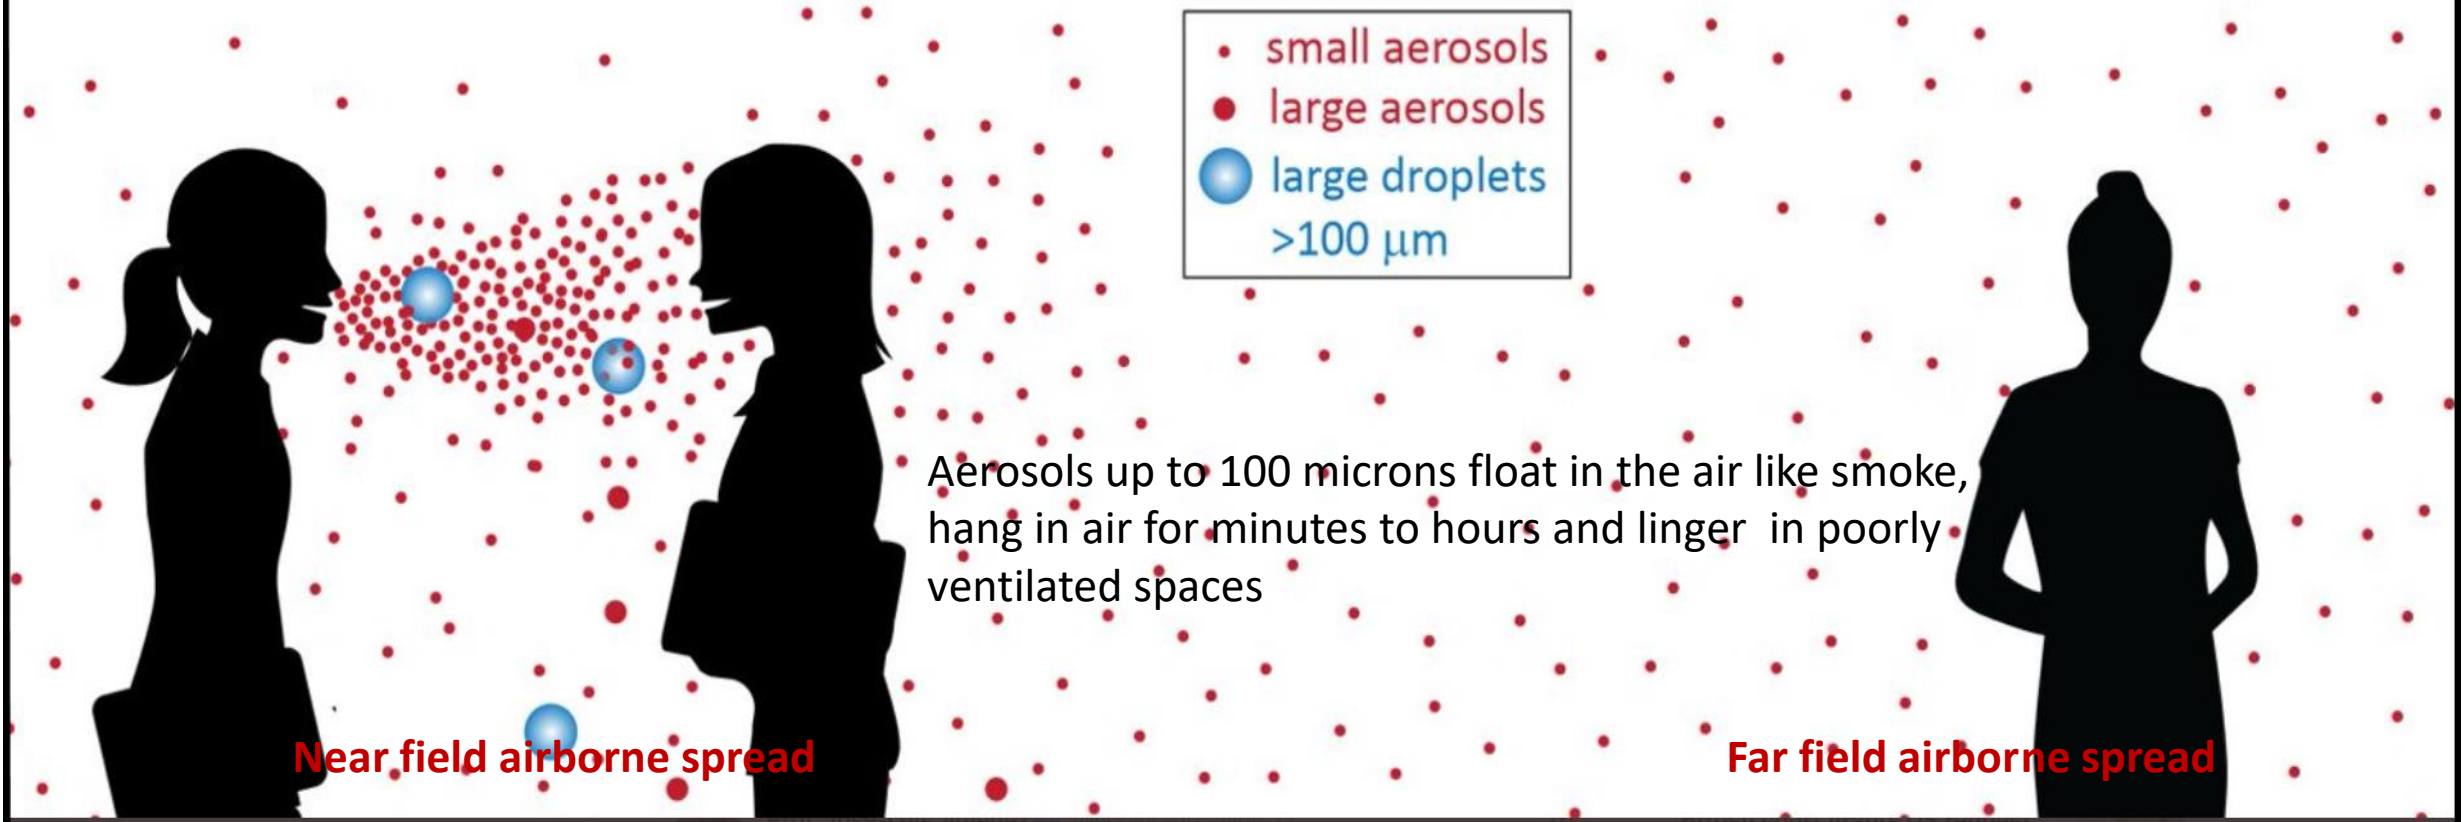 small aerosols
large aerosols
large droplets
>100 μm
Aerosols up to 100 microns float in the air like smoke,
hang in air for minutes to hours and linger  in poorly
ventilated spaces
Near field airborne spread
Far field airborne spread